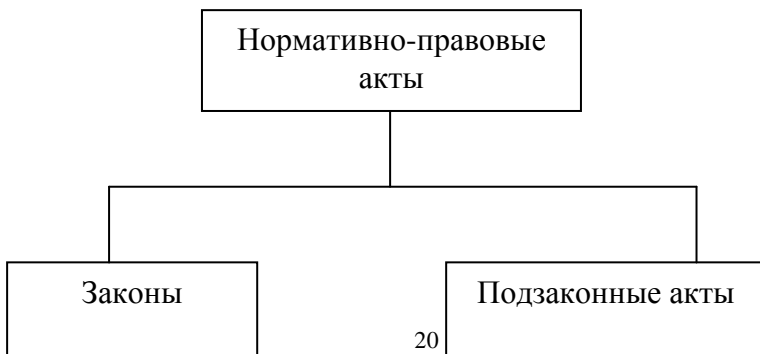 Нормативно-правовые
акты
Законы
Подзаконные акты
20